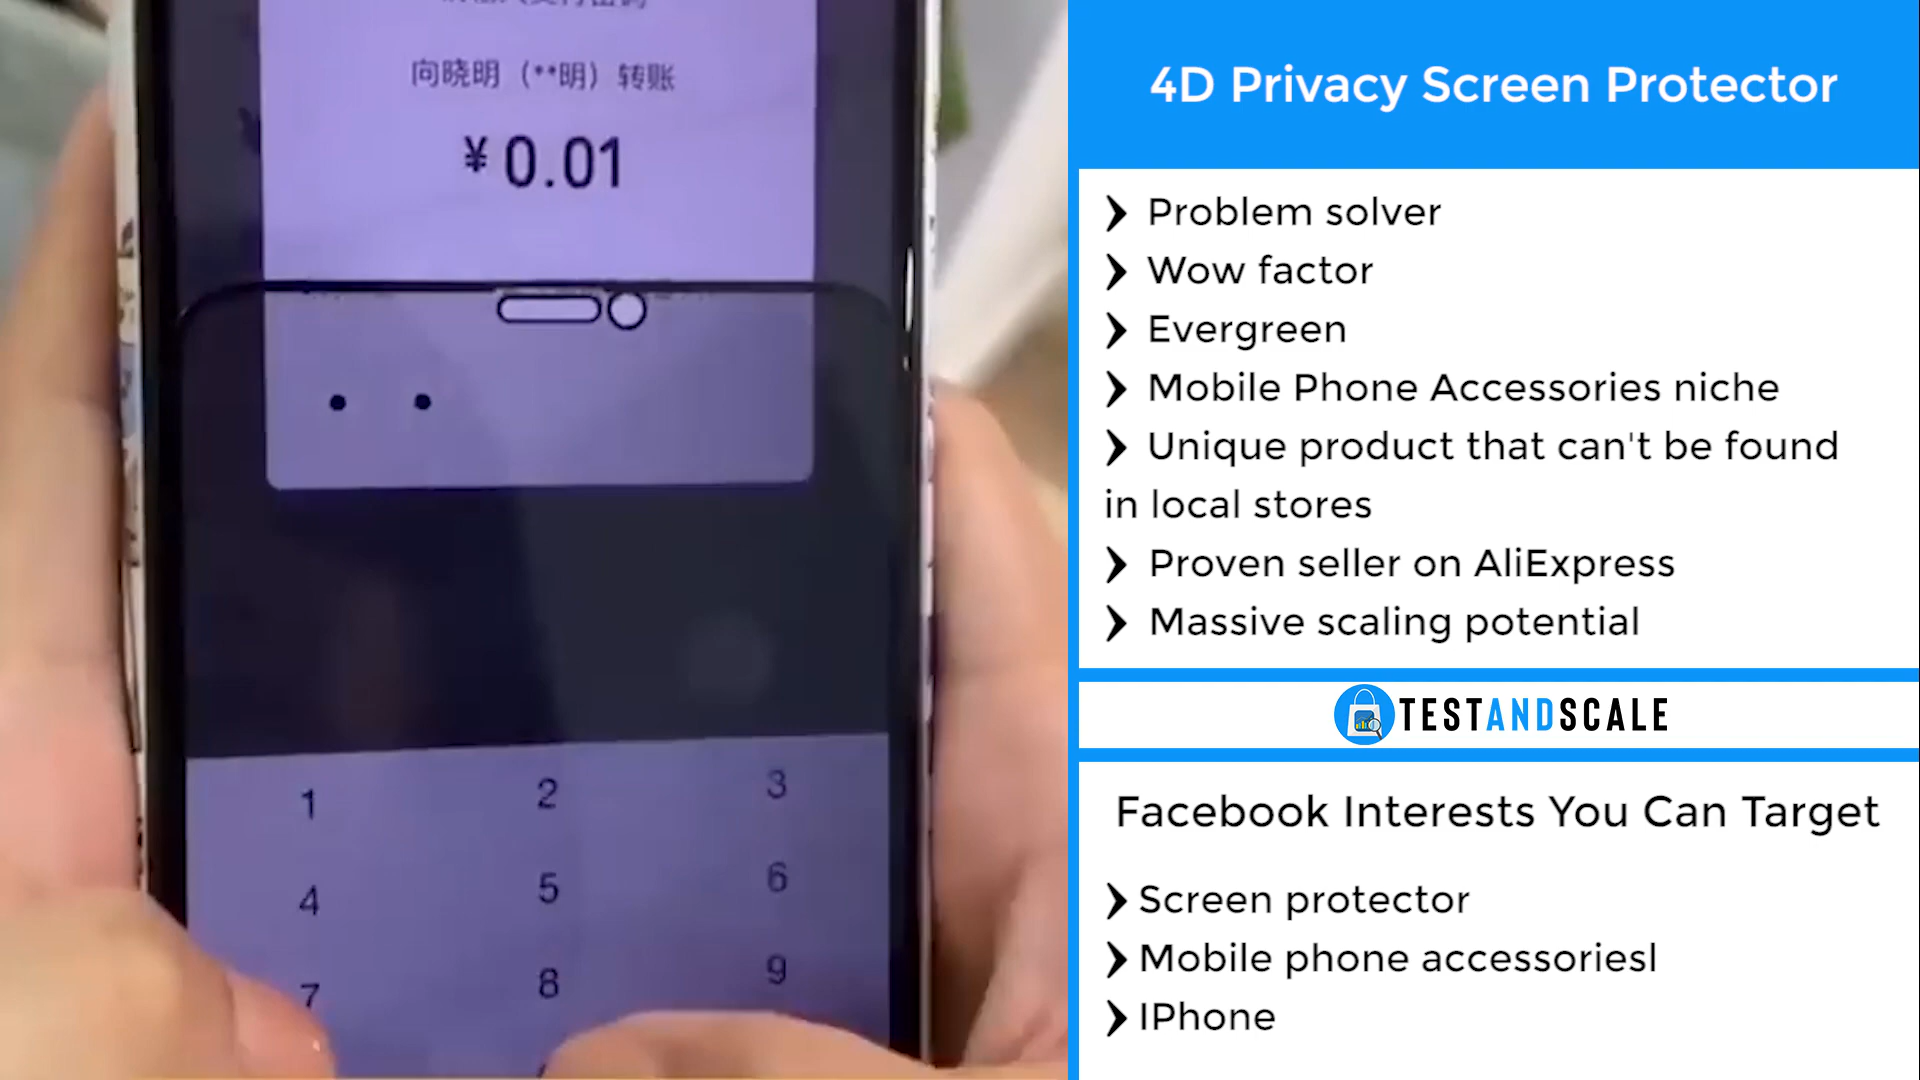 向晓明（**明）转账
¥0.01
1 2 3
4 5 6
7 8 9
4D Privacy Screen Protector
Problem solver
Wow factor
Evergreen
Mobile Phone Accessories niche
Unique product that can't be found
in local stores
Proven seller on AliExpress
Massive scaling potential
TESTANDSCALE
Facebook Interests You Can Target
Screen protector
Mobile phone accessoriesl
IPhone